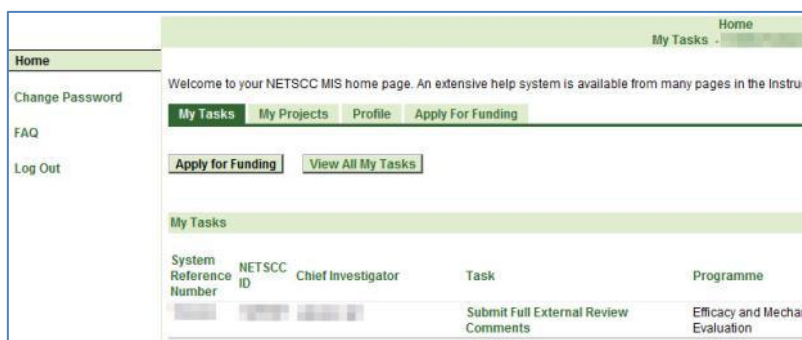 Home
My Tasks -
Home
Change Password
FAQ
Log Out
Welcome to your NETSCC MIS home page. An extensive help system is available from many pages in the Instru
My Tasks My Projects Profile Apply For Funding
Apply for Funding View All My Tasks
My Tasks
System Reference Number NETSCC ID Chief Investigator Task Programme
Submit Full External Review Comments Efficacy and Mechan Evaluation